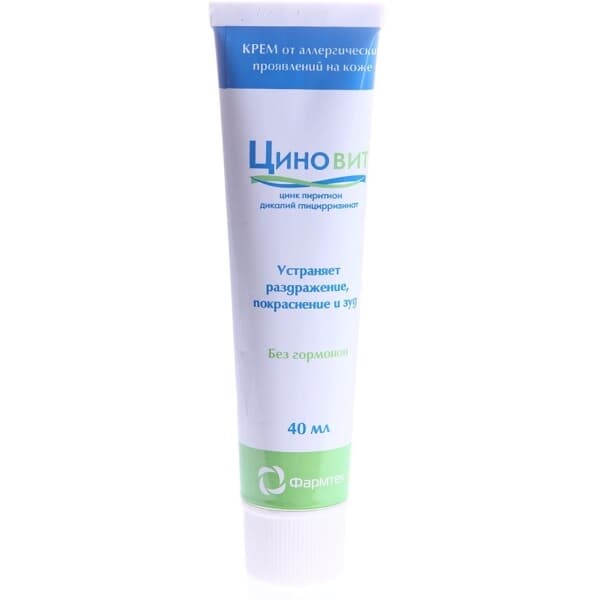 КРЕМ от аллергических
проявлений на коже
Циновит
цинк пиритион
дикалий глицирризинат
Устраняет
раздражение,
покраснение и зуд
Без гормонов
40 мл
Фармтек